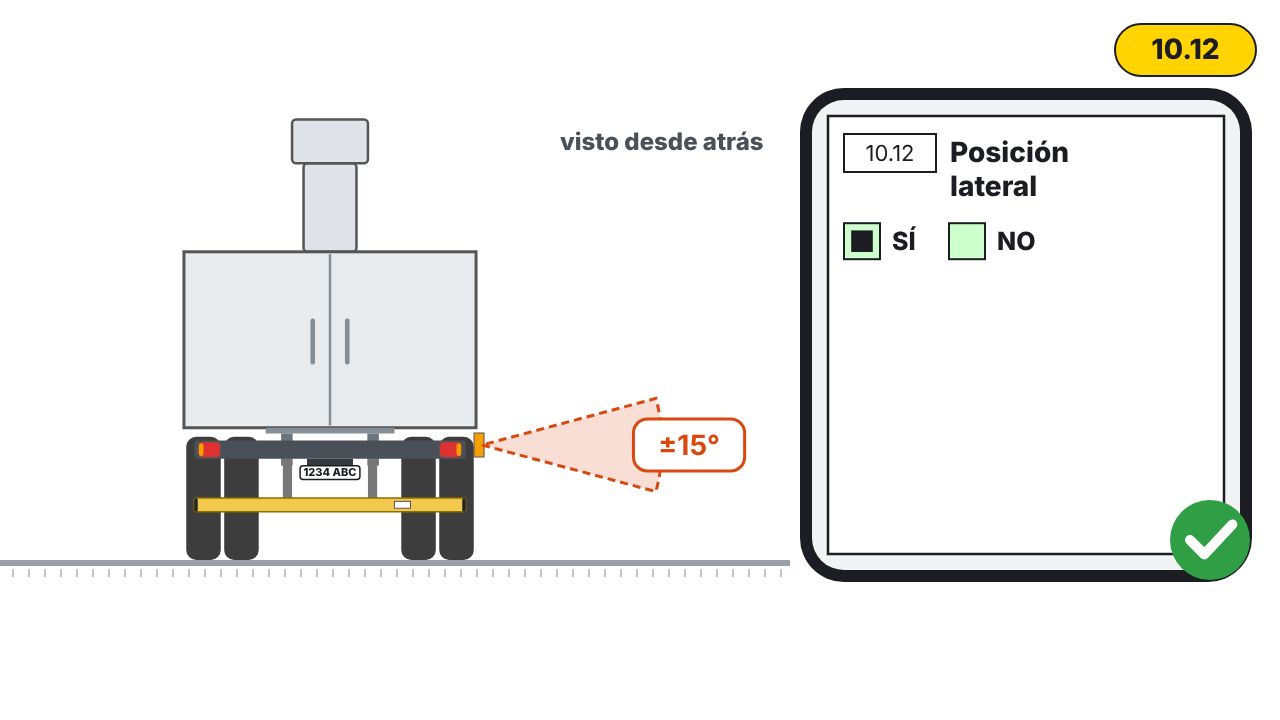 10.12
visto desde atrás
10.12
Posición
lateral
SÍ
NO
±15°
1234 ABC